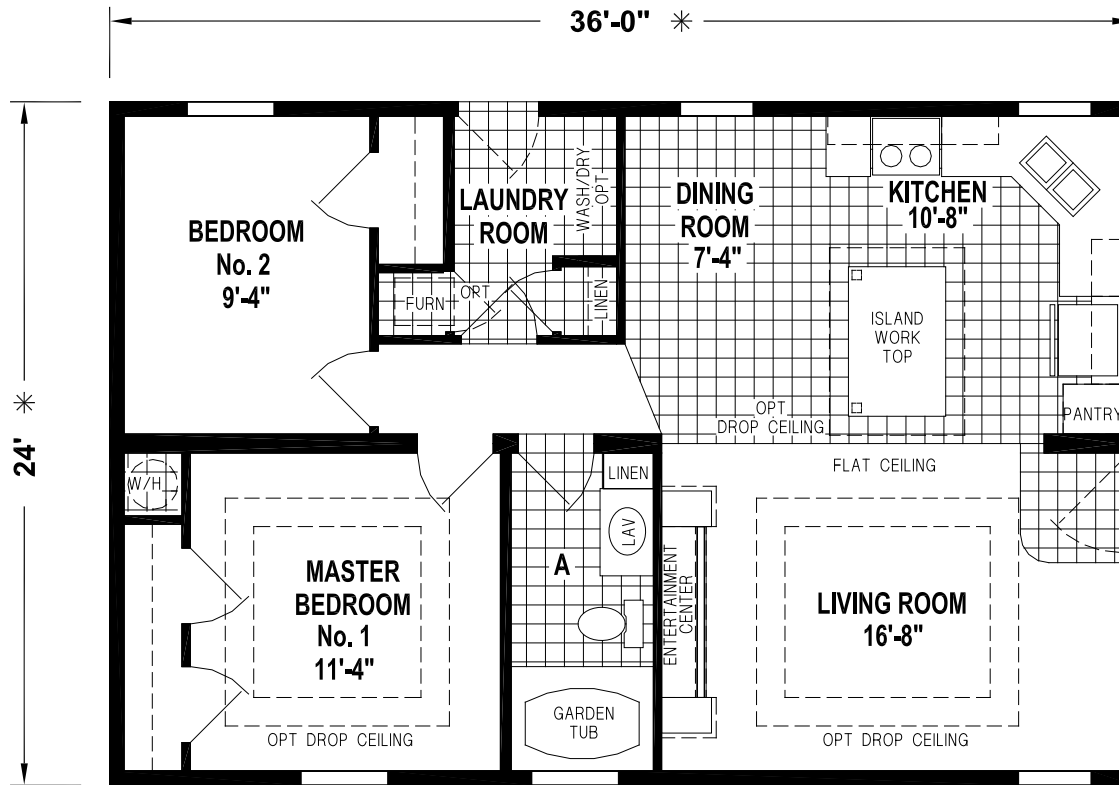 36'-0" ✳
24' ✳
BEDROOM
No. 2
9'-4"
LAUNDRY
ROOM
WASH/DRY
OPT
FURN
OPT
LINEN
DINING
ROOM
7'-4"
KITCHEN
10'-8"
ISLAND
WORK
TOP
PANTRY
OPT
DROP CEILING
FLAT CEILING
W/H
MASTER
BEDROOM
No. 1
11'-4"
OPT DROP CEILING
LINEN
LAV
A
GARDEN
TUB
ENTERTAINMENT
CENTER
LIVING ROOM
16'-8"
OPT DROP CEILING